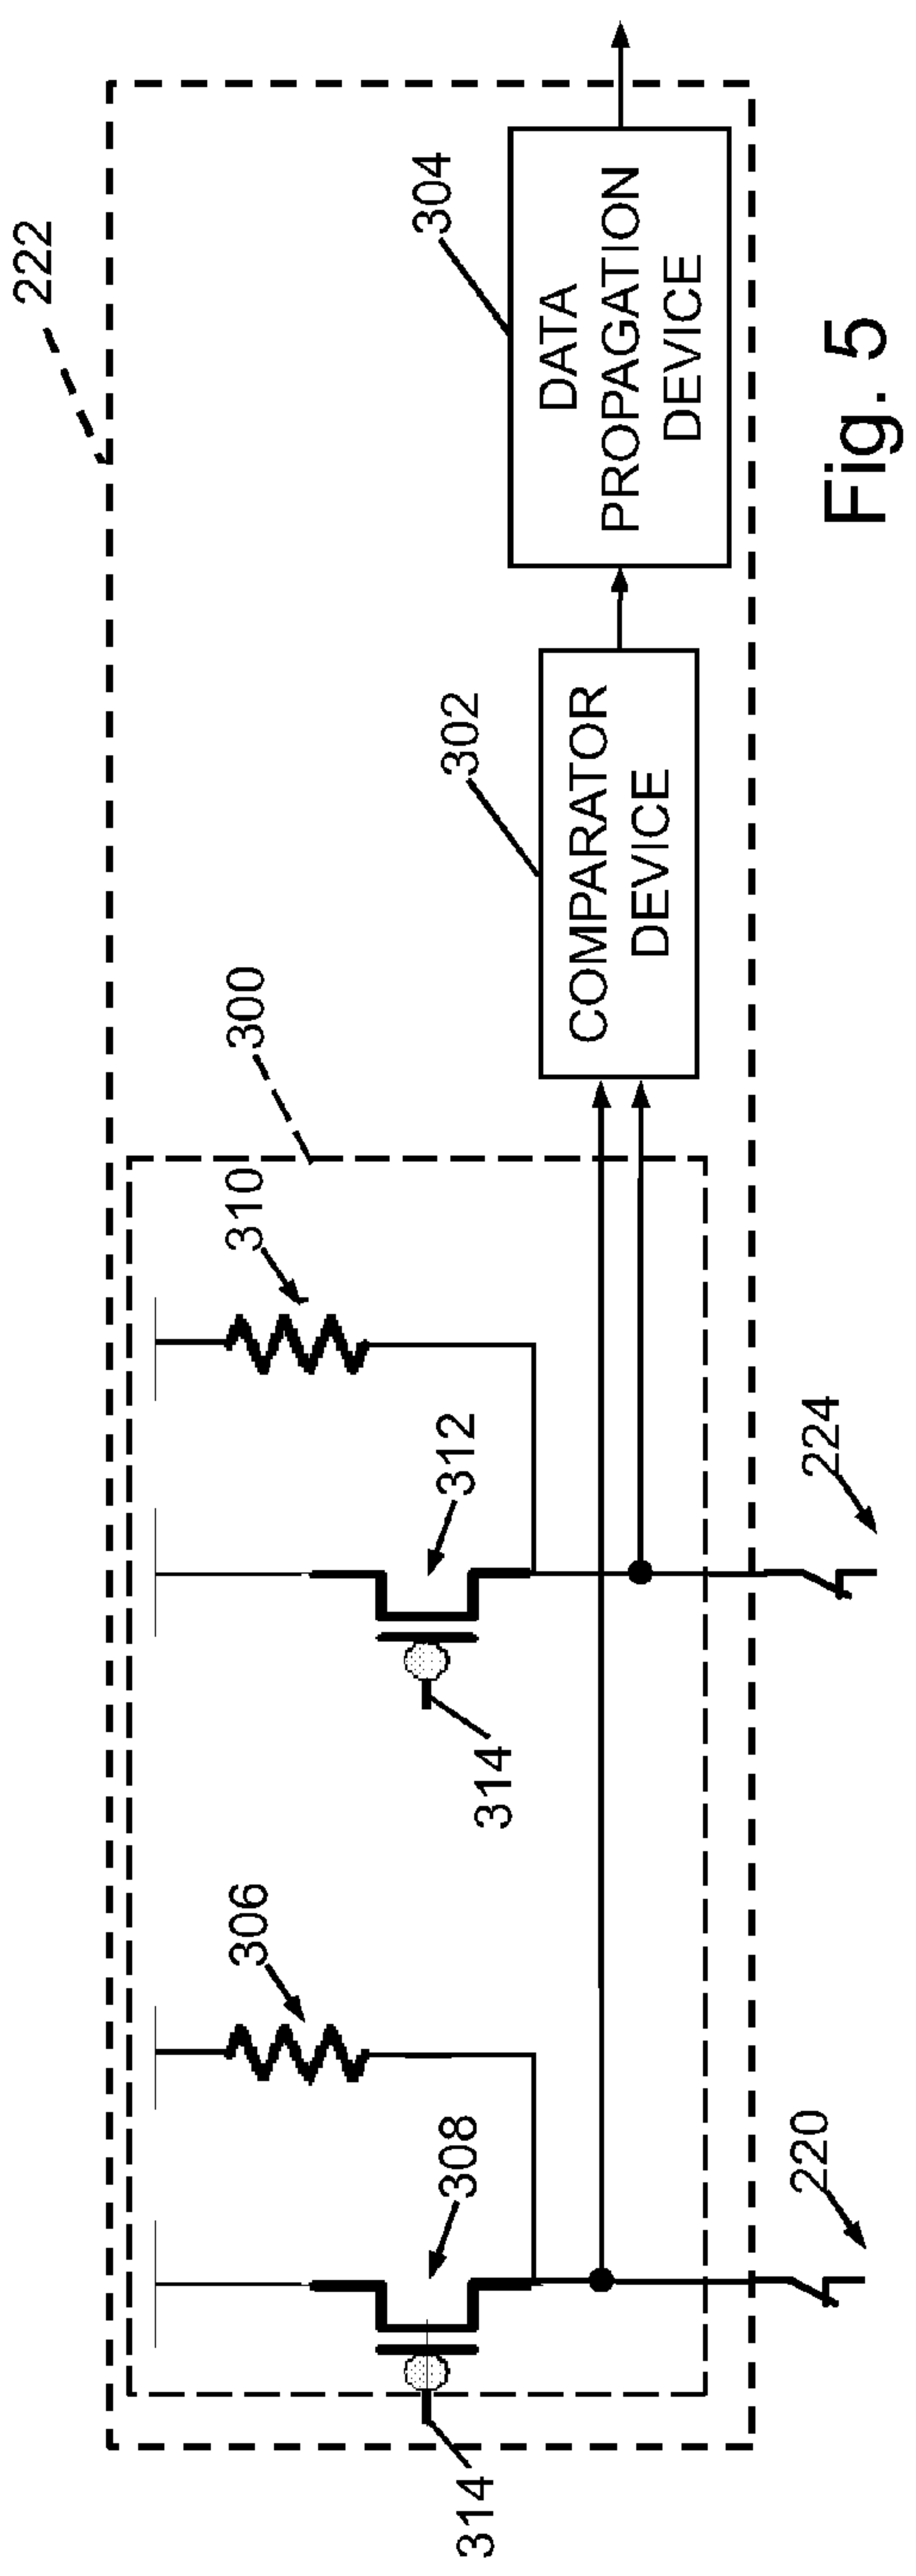 222
300
306
310
308
312
314
314
302
COMPARATOR
DEVICE
304
DATA
PROPAGATION
DEVICE
220
224
Fig. 5